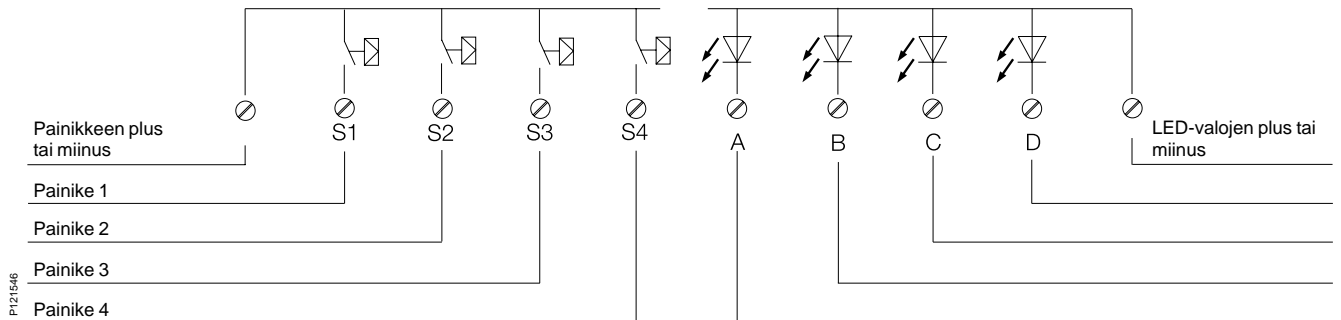 S1
S2
S3
S4
A
B
C
D
Painikkeen plus
tai miinus
LED-valojen plus tai
miinus
Painike 1
Painike 2
Painike 3
Painike 4
P121546